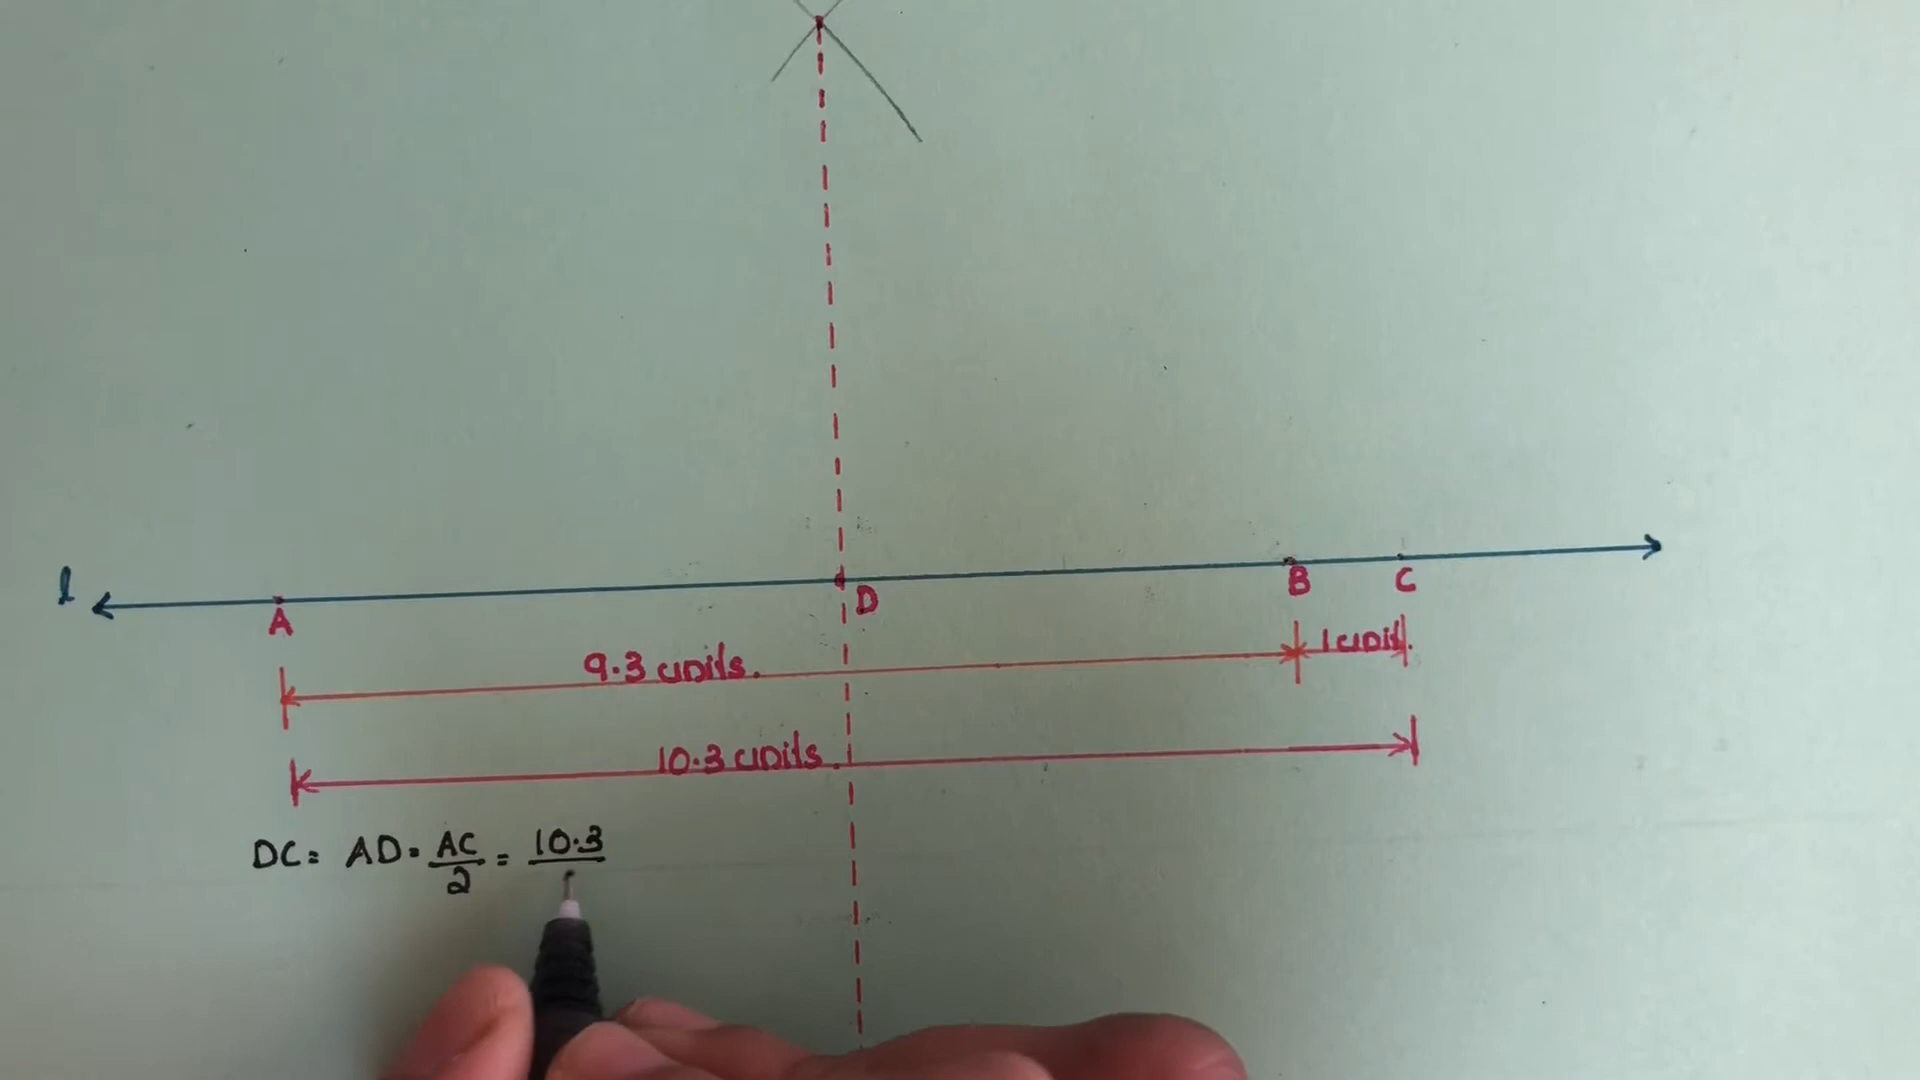 l
A
D
B
C
9.3 units.
1 unit.
10.3 units.
DC = AD = AC/2 = 10.3